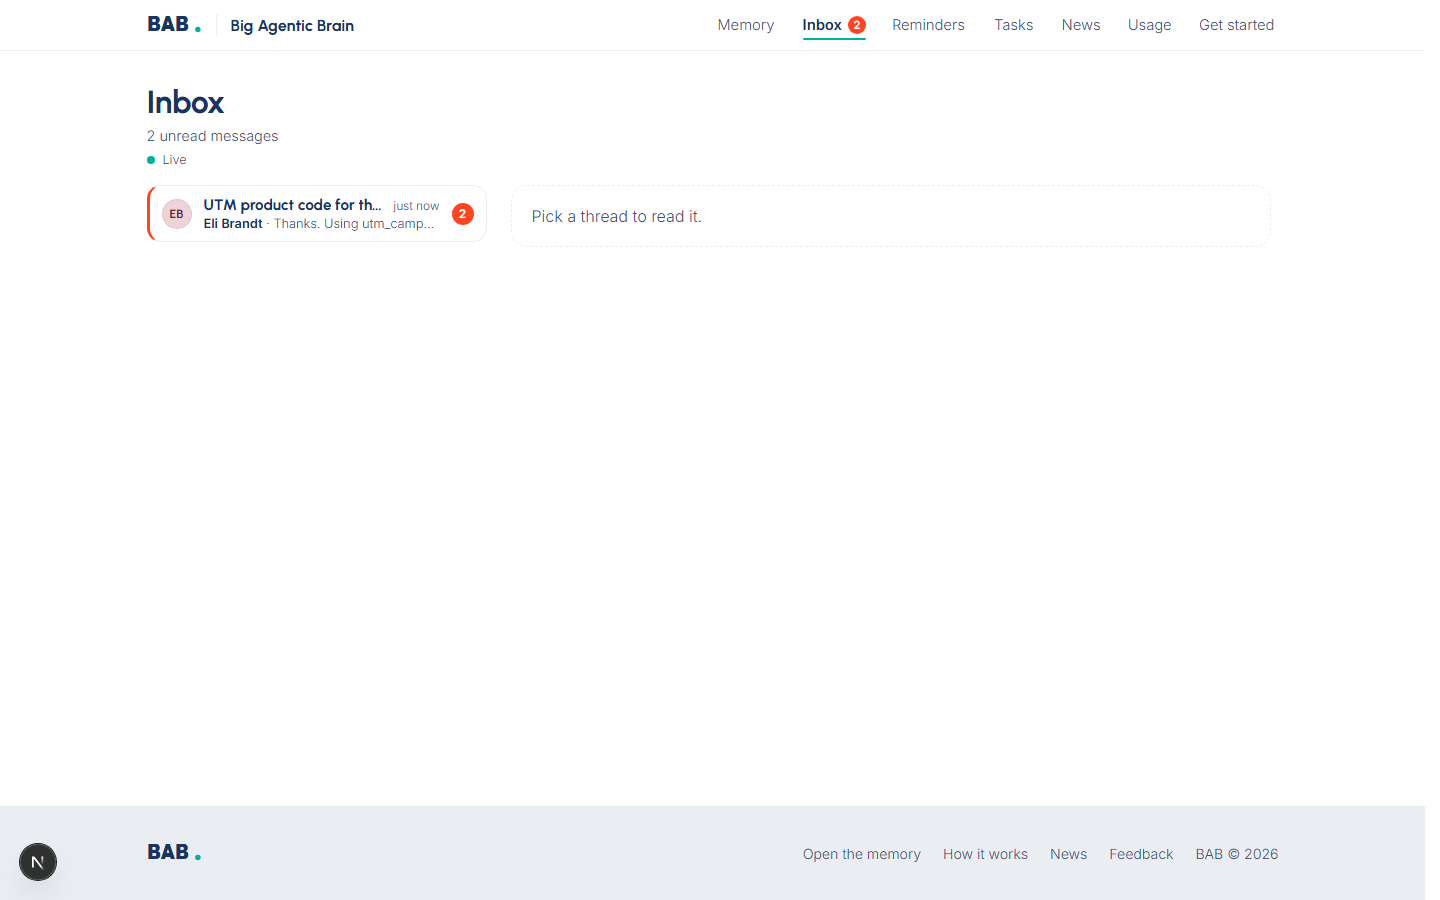 BAB. Big Agentic Brain Memory Inbox 2 Reminders Tasks News Usage Get started
Inbox
2 unread messages
Live
EB UTM product code for th... just now 2
Eli Brandt · Thanks. Using utm_camp...
Pick a thread to read it.
N
BAB. Open the memory How it works News Feedback BAB © 2026